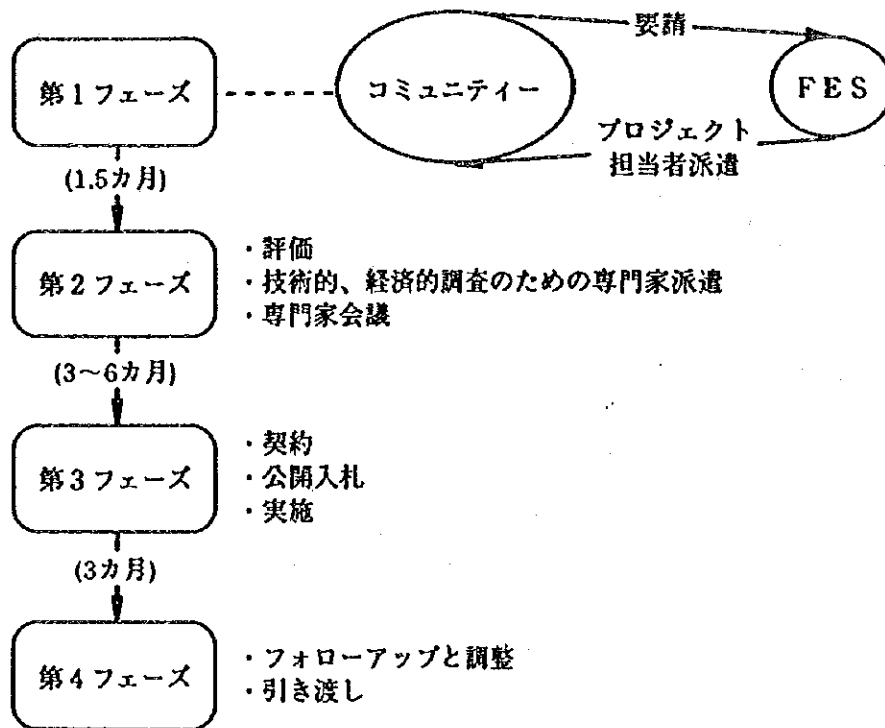 第1フェーズ
コミュニティー
要請
FES
プロジェクト
担当者派遣
(1.5カ月)
第2フェーズ
・評価
・技術的、経済的調査のための専門家派遣
・専門家会議
(3～6カ月)
第3フェーズ
・契約
・公開入札
・実施
(3カ月)
第4フェーズ
・フォローアップと調整
・引き渡し